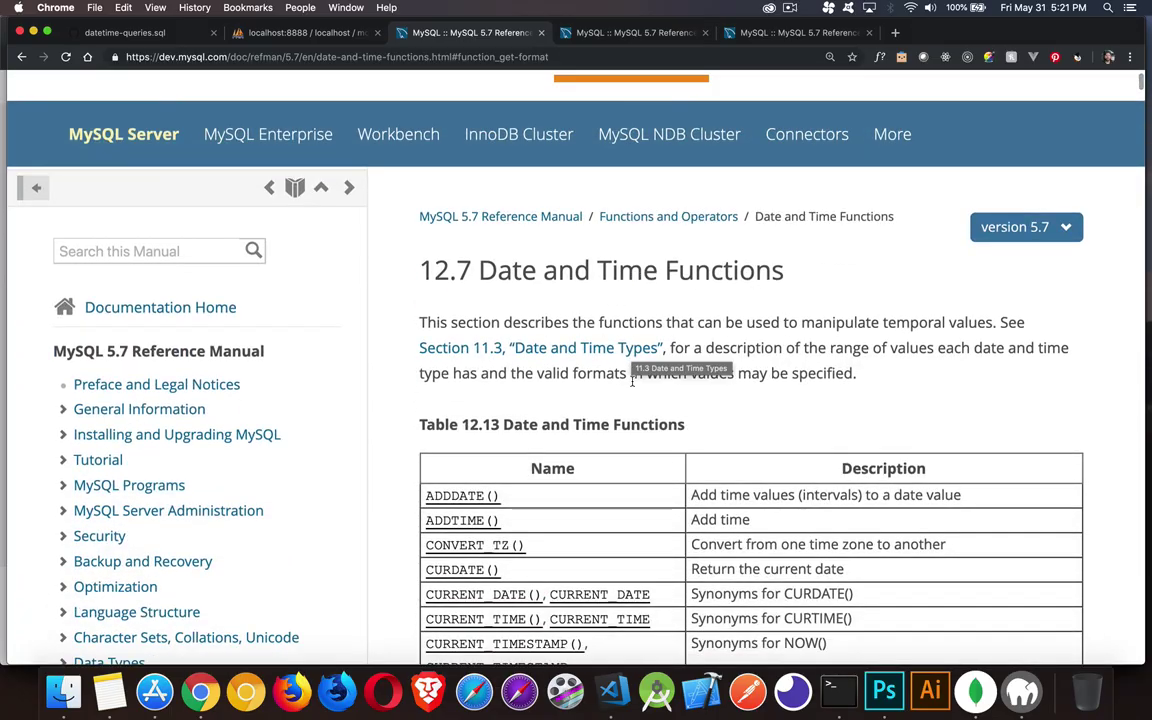 Chrome File Edit View History Bookmarks People Window Help 100% Fri May 31 5:21 PM
datetime-queries.sql × localhost:8888 / m × MySQL :: MySQL 5.7 Reference × MySQL :: MySQL 5.7 Referenc × MySQL :: MySQL 5.7 Referenc × +
https://dev.mysql.com/doc/refman/5.7/en/date-and-time-functions.html#function_get-format
MySQL Server MySQL Enterprise Workbench InnoDB Cluster MySQL NDB Cluster Connectors More
MySQL 5.7 Reference Manual / Functions and Operators / Date and Time Functions
version 5.7
Search this Manual
Documentation Home
MySQL 5.7 Reference Manual
Preface and Legal Notices
General Information
Installing and Upgrading MySQL
Tutorial
MySQL Programs
MySQL Server Administration
Security
Backup and Recovery
Optimization
Language Structure
Character Sets, Collations, Unicode
Data Types
12.7 Date and Time Functions
This section describes the functions that can be used to manipulate temporal values. See
Section 11.3, “Date and Time Types”, for a description of the range of values each date and time
11.3 Date and Time Types
type has and the valid formats in which values may be specified.
Table 12.13 Date and Time Functions
Name Description
ADDDATE() Add time values (intervals) to a date value
ADDTIME() Add time
CONVERT_TZ() Convert from one time zone to another
CURDATE() Return the current date
CURRENT_DATE(), CURRENT_DATE Synonyms for CURDATE()
CURRENT_TIME(), CURRENT_TIME Synonyms for CURTIME()
CURRENT_TIMESTAMP(), Synonyms for NOW()
CURRENT_TIMESTAMP
Ps Ai